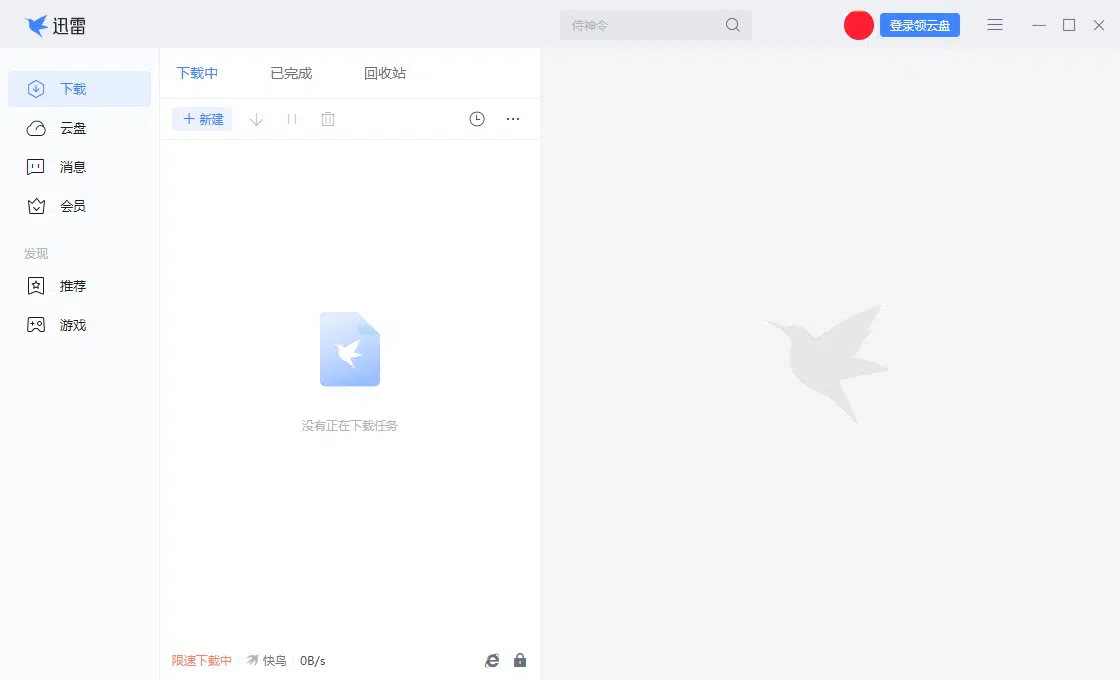 迅雷
侍神令
登录领云盘
下载
云盘
消息
会员
发现
推荐
游戏
下载中
已完成
回收站
新建
没有正在下载任务
限速下载中
快鸟
0B/s